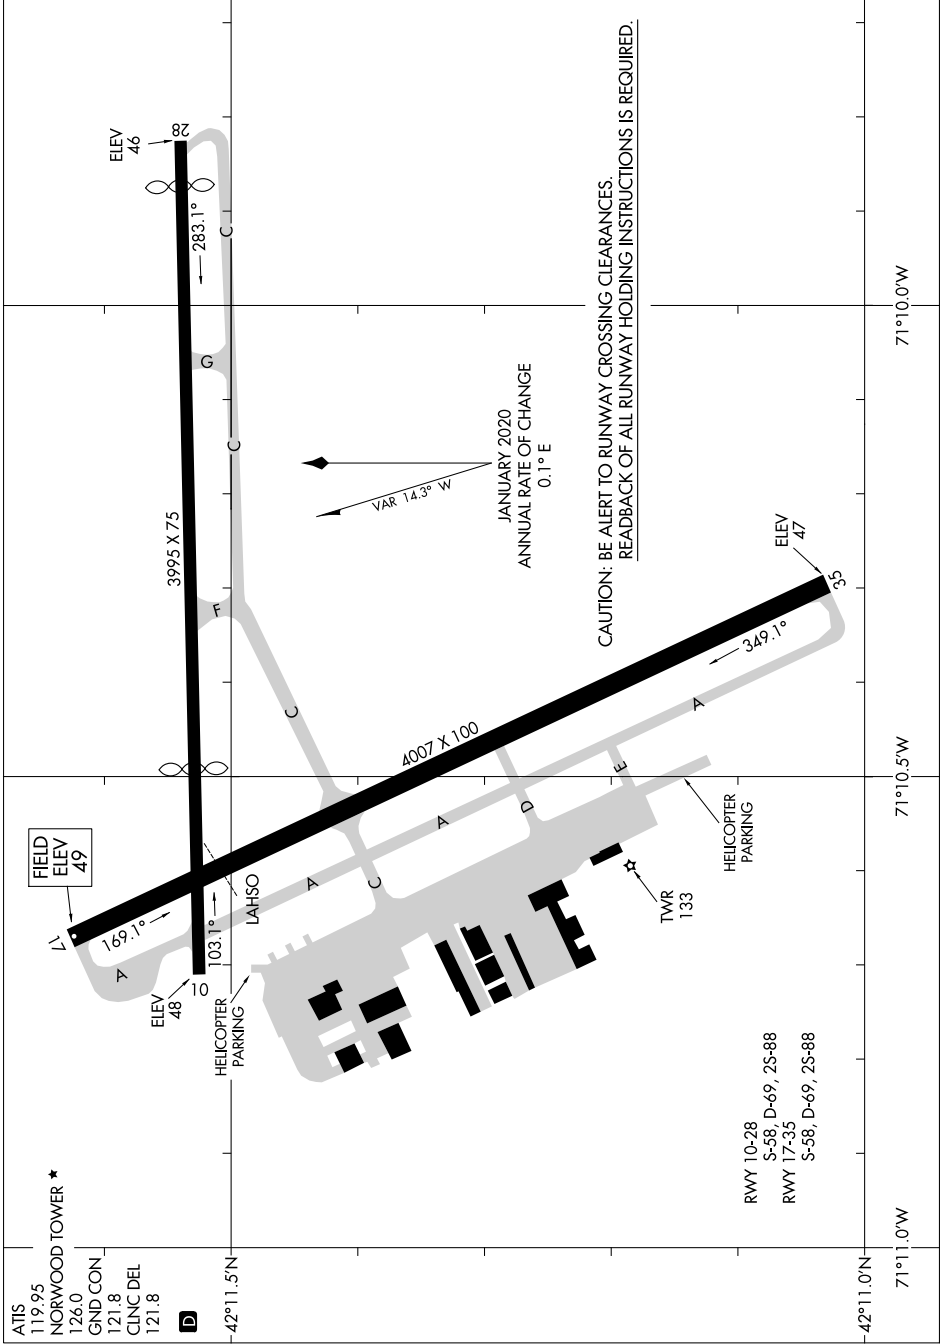 ATIS
119.95
NORWOOD TOWER ★
126.0
GND CON
121.8
CLNC DEL
121.8
D
FIELD
ELEV
49
17
169.1°
A
ELEV
48
10
103.1°
LAHSO
HELICOPTER
PARKING
3995 X 75
ELEV
46
28
283.1°
C
G
C
F
C
4007 X 100
A
A
C
D
E
A
349.1°
ELEV
47
35
HELICOPTER
PARKING
TWR
133
VAR 14.3° W
JANUARY 2020
ANNUAL RATE OF CHANGE
0.1° E
CAUTION: BE ALERT TO RUNWAY CROSSING CLEARANCES.
READBACK OF ALL RUNWAY HOLDING INSTRUCTIONS IS REQUIRED.
RWY 10-28
S-58, D-69, 2S-88
RWY 17-35
S-58, D-69, 2S-88
42°11.5'N
42°11.0'N
71°11.0'W
71°10.5'W
71°10.0'W